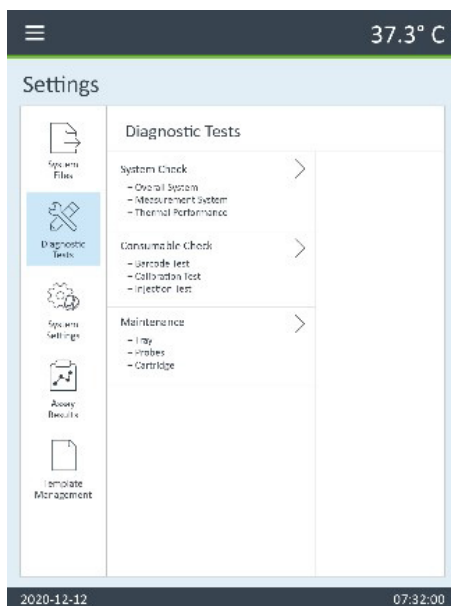 37.3° C
Settings
System
Files
Diagnostic
Tests
System
Settings
Assay
Results
Template
Management
Diagnostic Tests
System Check
– Overall System
– Measurement System
– Thermal Performance
Consumable Check
– Barcode Test
– Calibration Test
– Injection Test
Maintenance
– Tray
– Probes
– Cartridge
2020-12-12
07:32:00